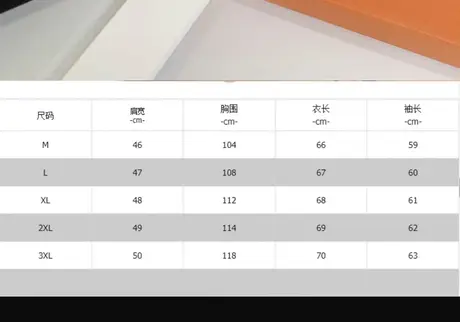 尺码 肩宽 胸围 衣长 袖长
-cm- -cm- -cm- -cm-
M 46 104 66 59
L 47 108 67 60
XL 48 112 68 61
2XL 49 114 69 62
3XL 50 118 70 63